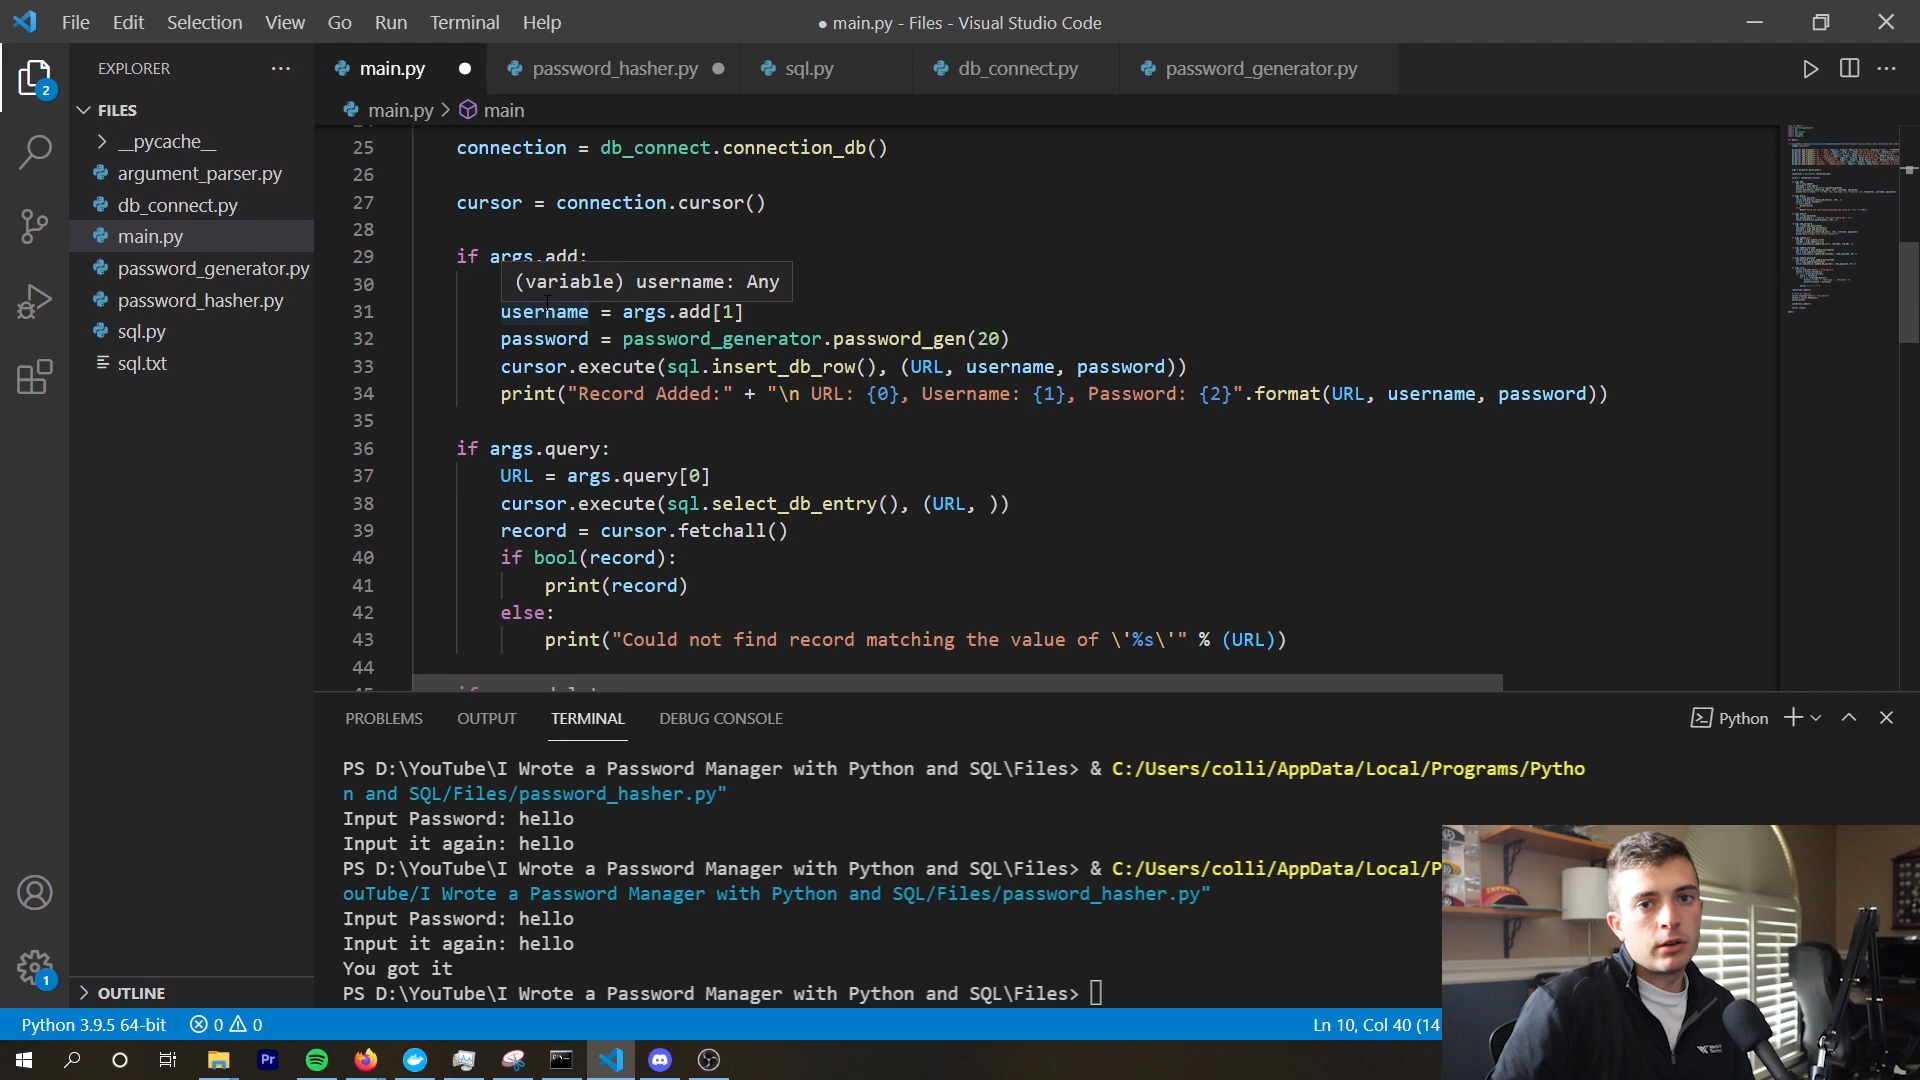 File Edit Selection View Go Run Terminal Help
● main.py - Files - Visual Studio Code
EXPLORER
main.py
password_hasher.py
sql.py
db_connect.py
password_generator.py
2
FILES
main.py > main
__pycache__
argument_parser.py
db_connect.py
main.py
password_generator.py
password_hasher.py
sql.py
sql.txt
25 connection = db_connect.connection_db()
26
27 cursor = connection.cursor()
28
29 if args.add:
30
(variable) username: Any
31 username = args.add[1]
32 password = password_generator.password_gen(20)
33 cursor.execute(sql.insert_db_row(), (URL, username, password))
34 print("Record Added:" + "\n URL: {0}, Username: {1}, Password: {2}".format(URL, username, password))
35
36 if args.query:
37 URL = args.query[0]
38 cursor.execute(sql.select_db_entry(), (URL, ))
39 record = cursor.fetchall()
40 if bool(record):
41 print(record)
42 else:
43 print("Could not find record matching the value of \'%s\'" % (URL))
44
PROBLEMS OUTPUT TERMINAL DEBUG CONSOLE
Python
PS D:\YouTube\I Wrote a Password Manager with Python and SQL\Files> & C:/Users/colli/AppData/Local/Programs/Pytho
n and SQL/Files/password_hasher.py"
Input Password: hello
Input it again: hello
PS D:\YouTube\I Wrote a Password Manager with Python and SQL\Files> & C:/Users/colli/AppData/Local/P
ouTube/I Wrote a Password Manager with Python and SQL/Files/password_hasher.py"
Input Password: hello
Input it again: hello
You got it
PS D:\YouTube\I Wrote a Password Manager with Python and SQL\Files>
1
OUTLINE
Python 3.9.5 64-bit
0 0
Ln 10, Col 40 (14
Pr